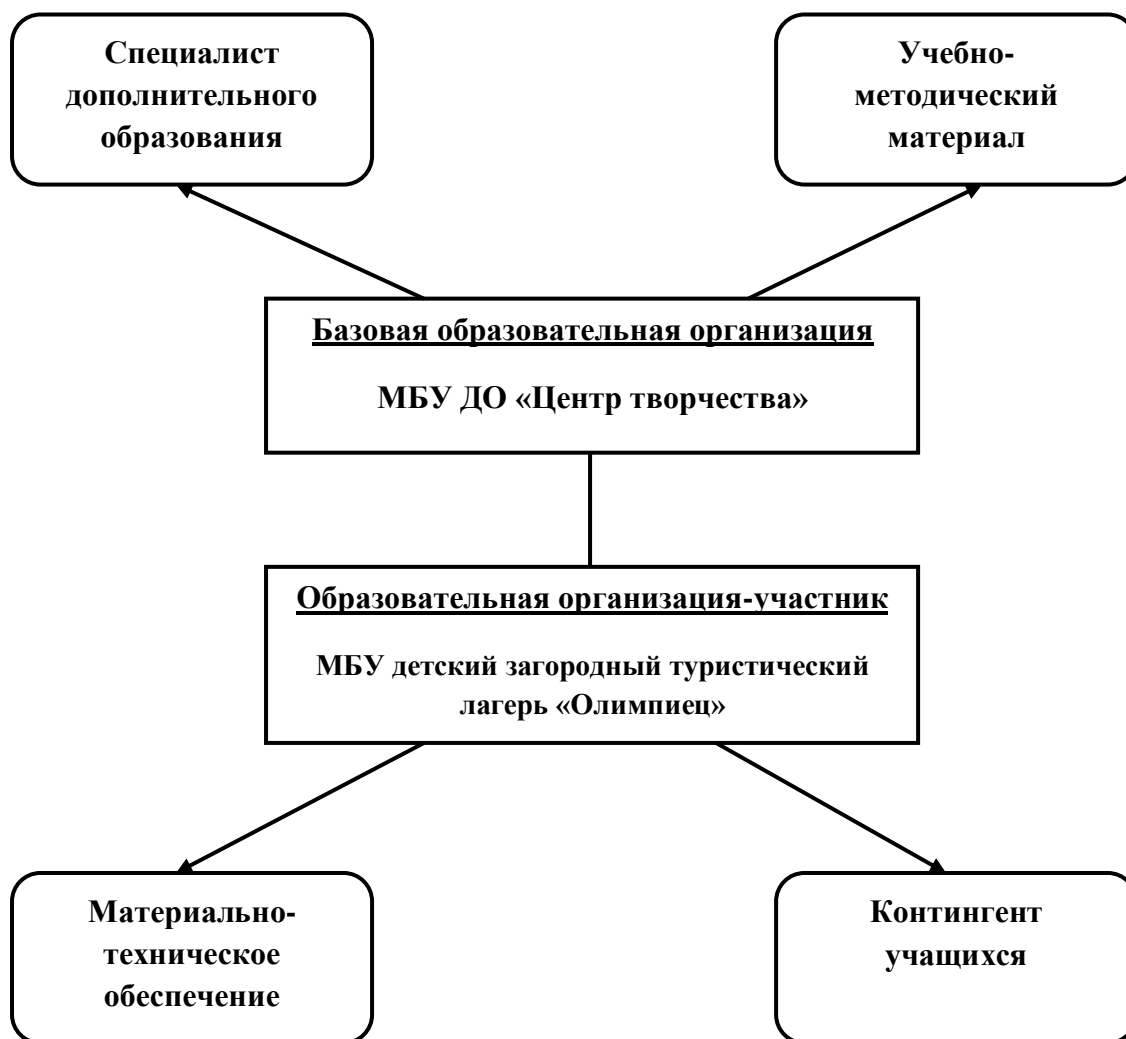 Специалист
дополнительного
образования
Учебно-
методический
материал
Базовая образовательная организация
МБУ ДО «Центр творчества»
Образовательная организация-участник
МБУ детский загородный туристический
лагерь «Олимпиец»
Материально-
техническое
обеспечение
Контингент
учащихся